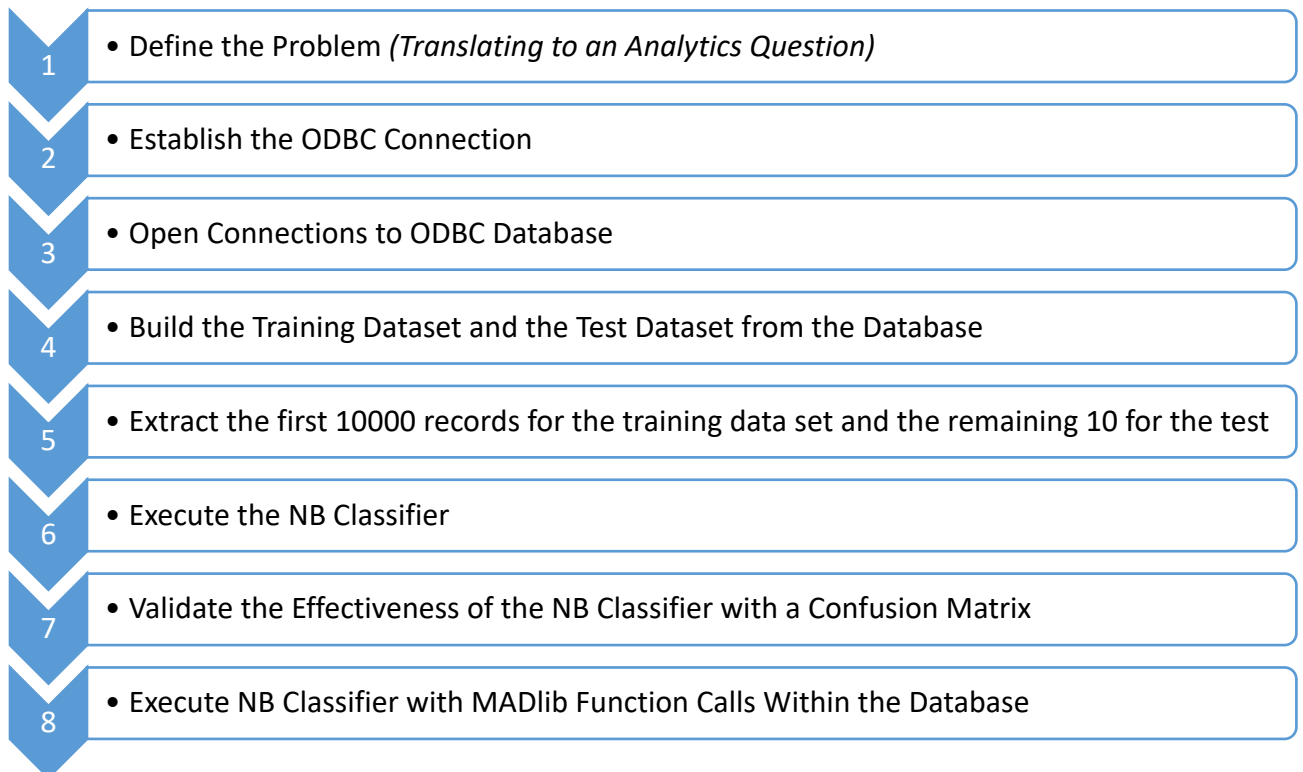 1
• Define the Problem (Translating to an Analytics Question)
2
• Establish the ODBC Connection
3
• Open Connections to ODBC Database
4
• Build the Training Dataset and the Test Dataset from the Database
5
• Extract the first 10000 records for the training data set and the remaining 10 for the test
6
• Execute the NB Classifier
7
• Validate the Effectiveness of the NB Classifier with a Confusion Matrix
8
• Execute NB Classifier with MADlib Function Calls Within the Database